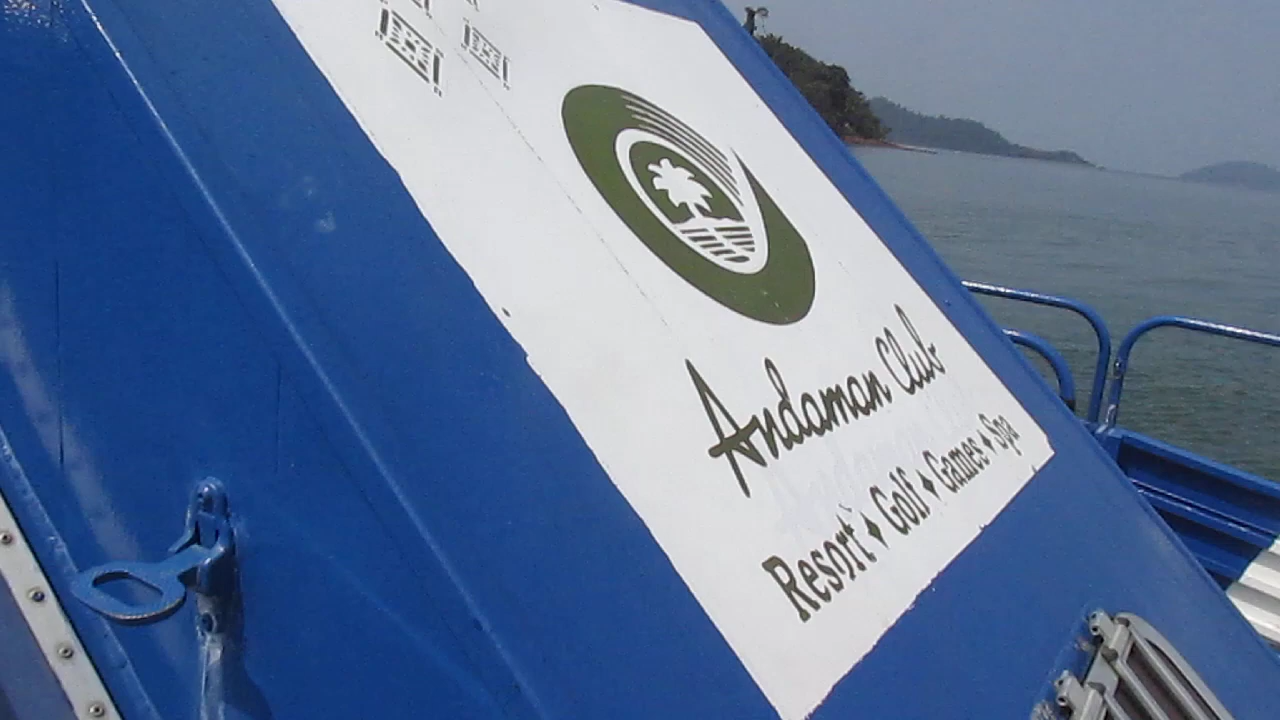 Andaman Club
Resort ♦ Golf ♦ Games ♦ Spa